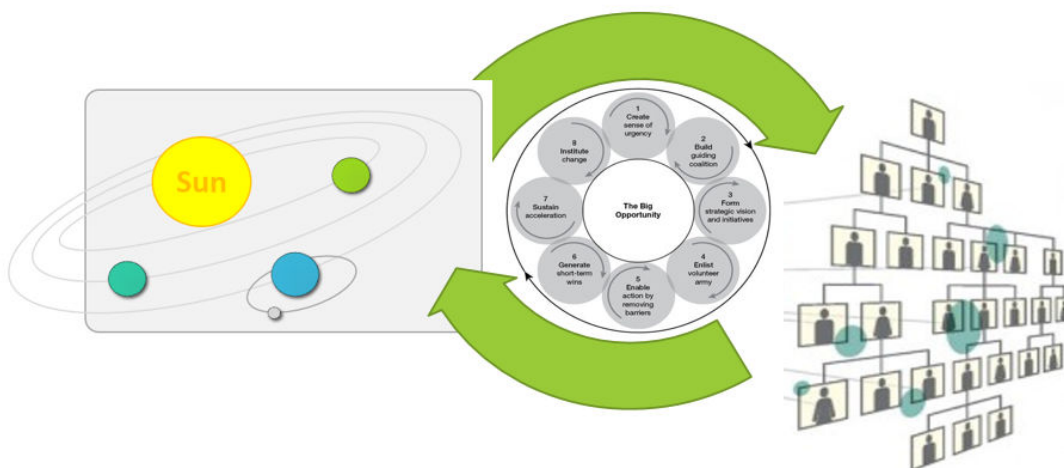 Sun
1
Create
sense of
urgency
2
Build
guiding
coalition
3
Form
strategic vision
and initiatives
4
Enlist
volunteer
army
5
Enable
action by
removing
barriers
6
Generate
short-term
wins
7
Sustain
acceleration
8
Institute
change
The Big
Opportunity